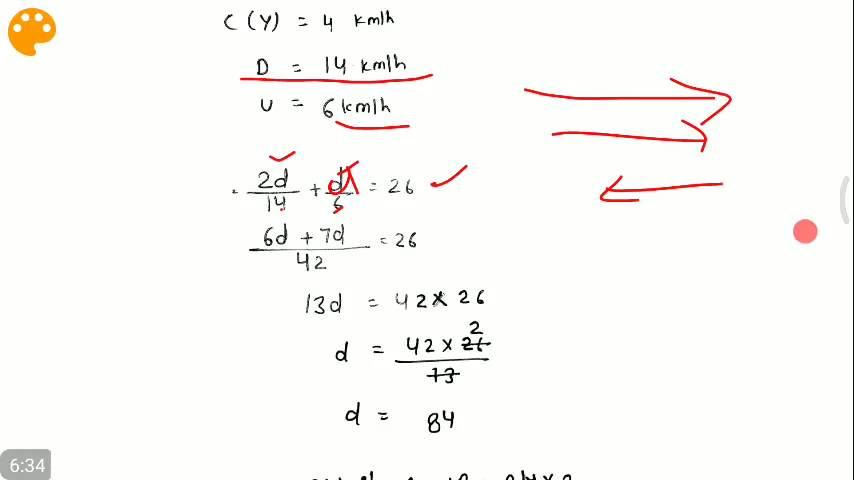 C (Y) = 4 km/h
D = 14 km/h
U = 6 km/h
= 2d/14 + d/6 = 26
6d + 7d/42 = 26
13d = 42 x 26
d = 42 x 26/13 2
d = 84
6:34